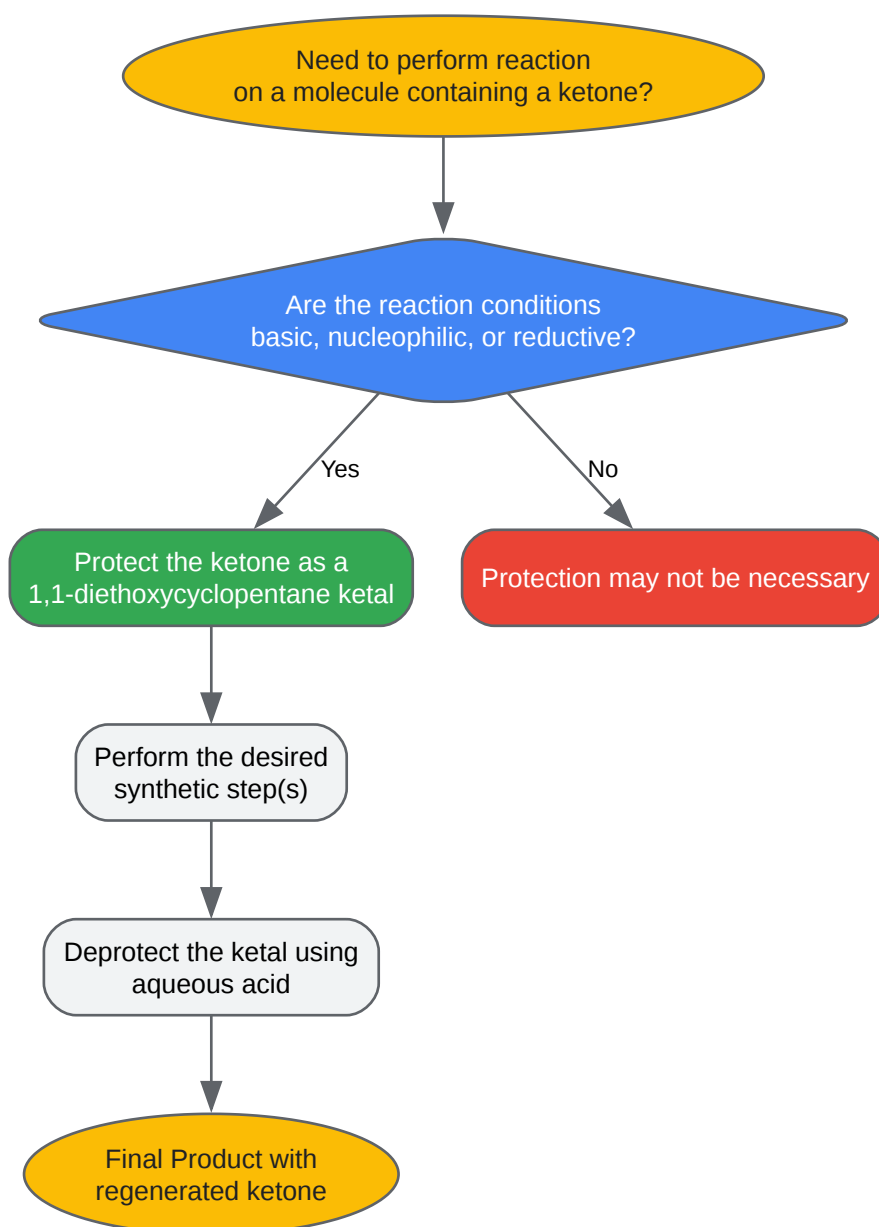 Need to perform reaction
on a molecule containing a ketone?
Are the reaction conditions
basic, nucleophilic, or reductive?
Yes
No
Protect the ketone as a
1,1-diethoxycyclopentane ketal
Protection may not be necessary
Perform the desired
synthetic step(s)
Deprotect the ketal using
aqueous acid
Final Product with
regenerated ketone